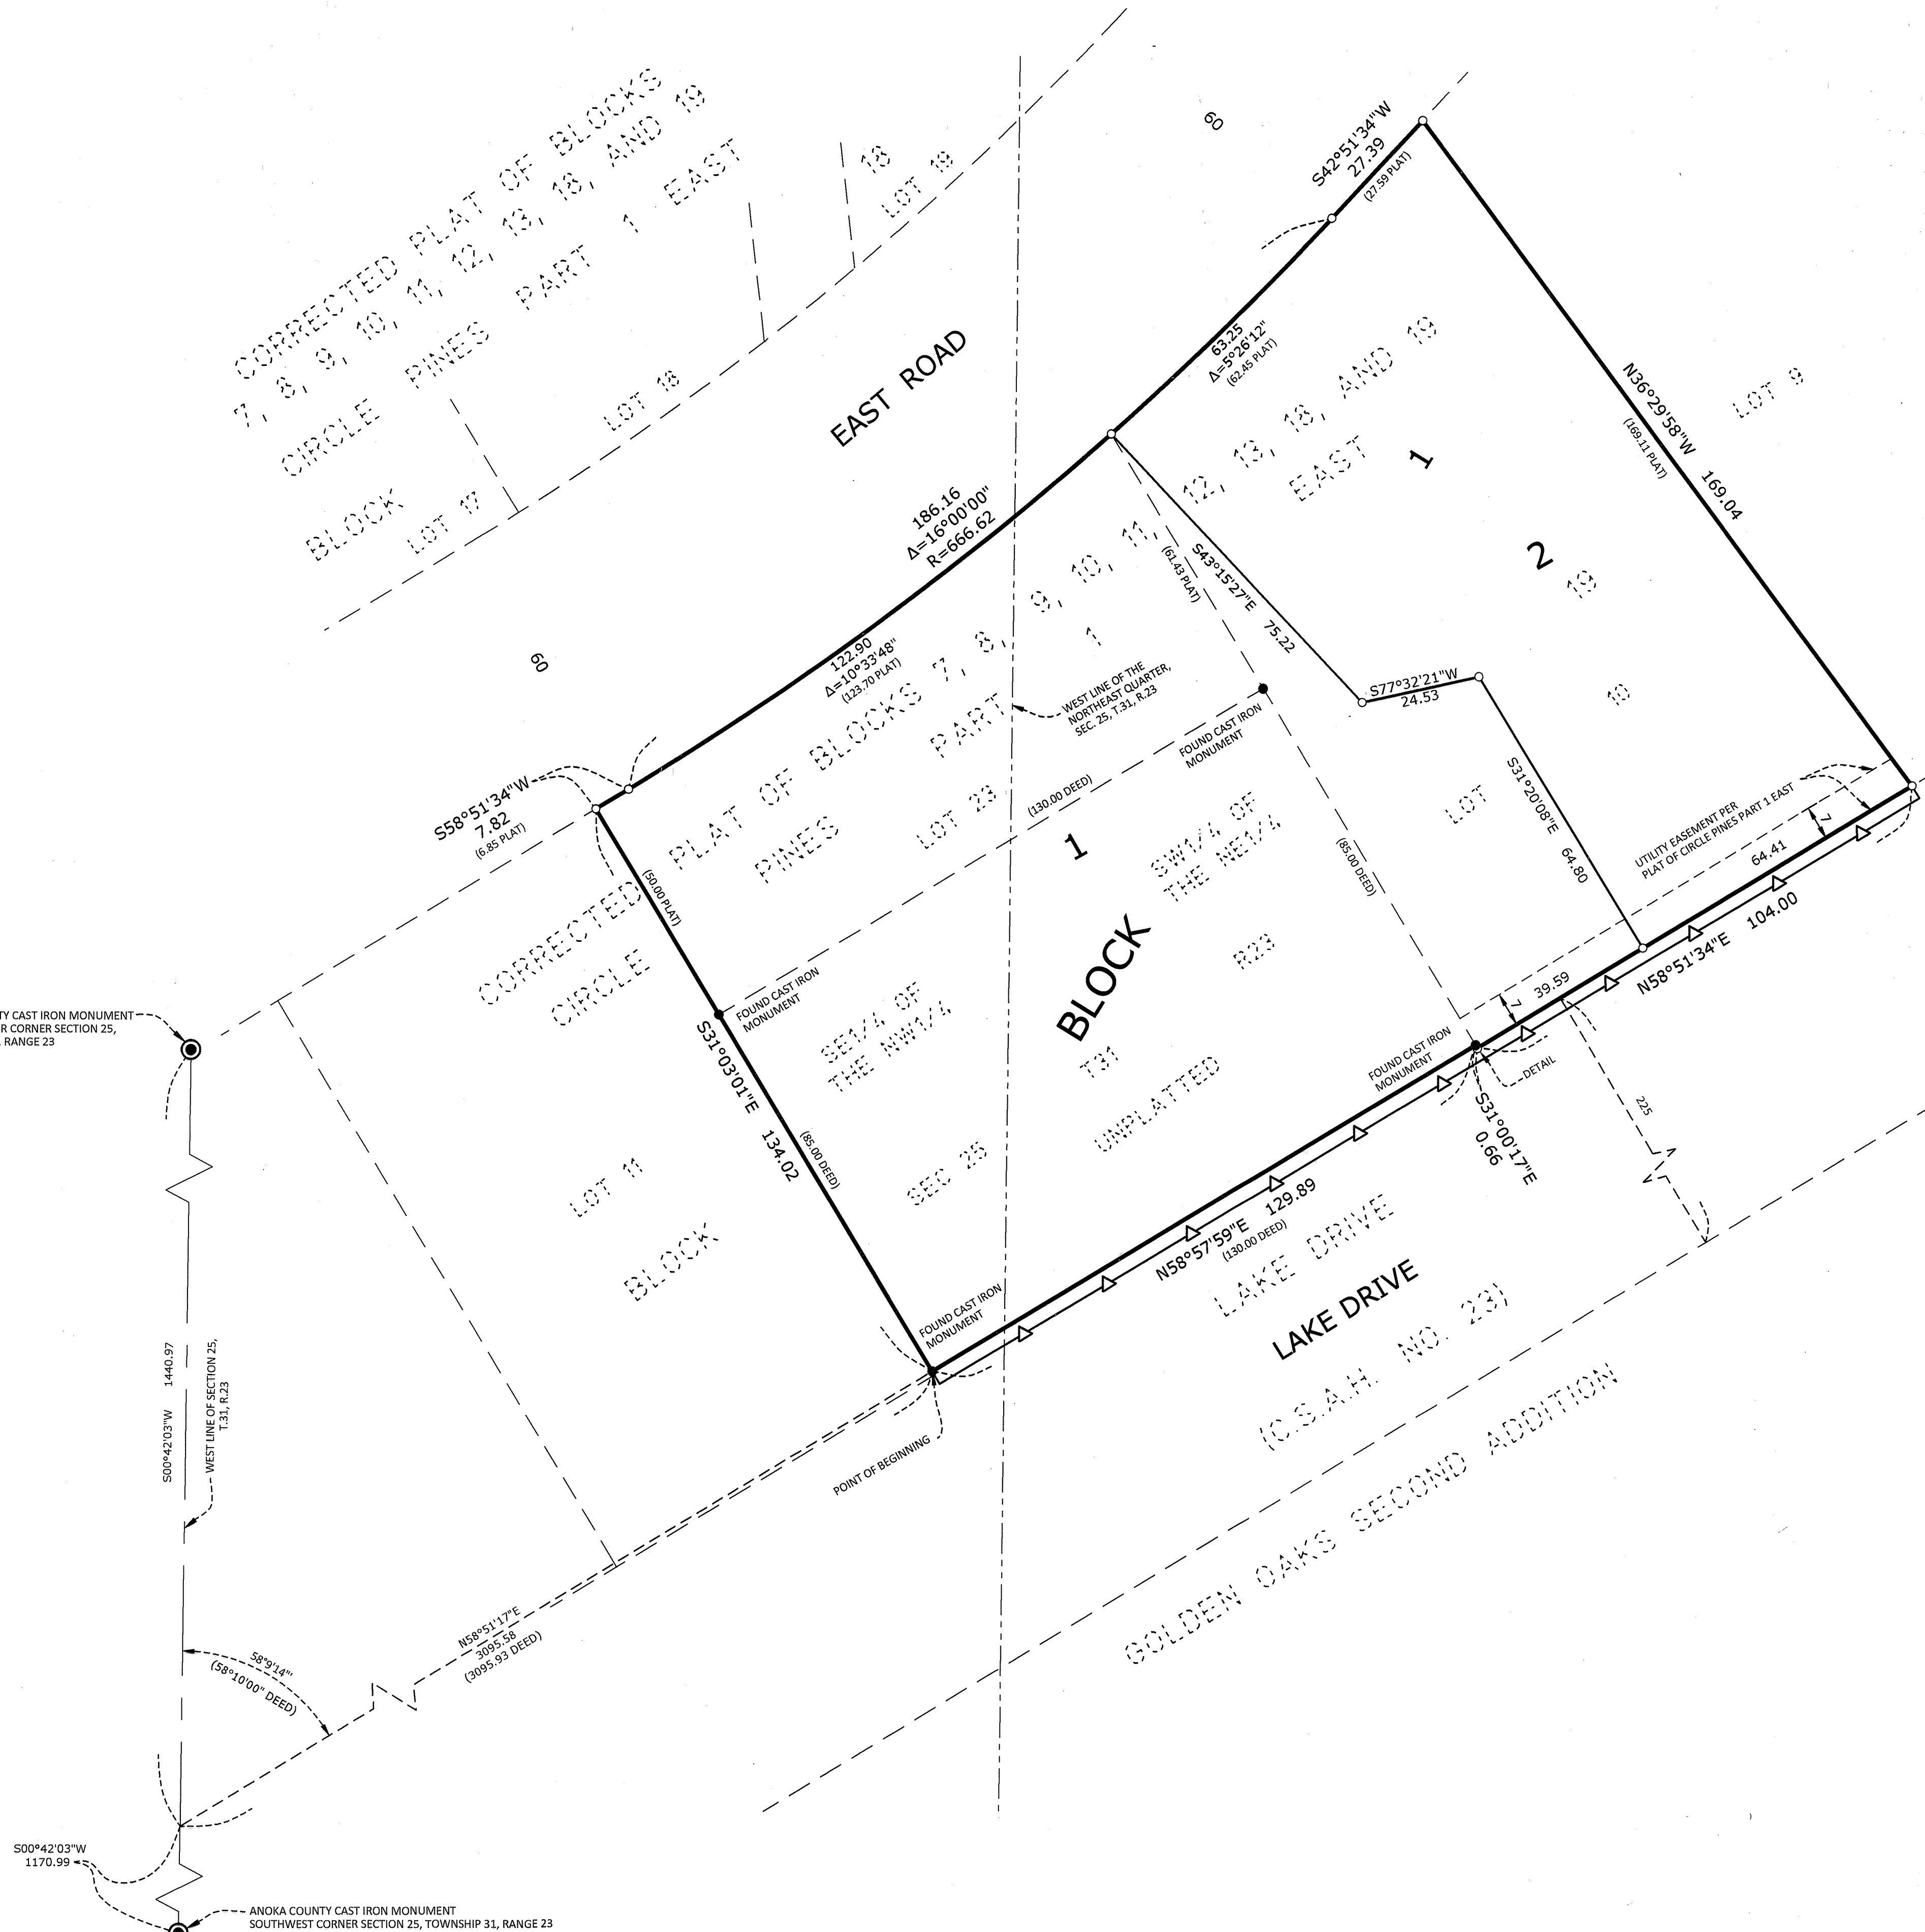 CORRECTED PLAT OF BLOCKS
7, 8, 9, 10, 11, 12, 13, 18, AND 19
CIRCLE PINES PART 1 EAST
BLOCK
LOT 17
LOT 18
18
LOT 19
60
EAST ROAD
S42°51'34"W
27.39
(27.59 PLAT)
63.25
Δ=5°26'12"
(62.45 PLAT)
N36°29'58"W 169.04
(169.11 PLAT)
LOT 9
186.16
Δ=16°00'00"
R=666.62
60
122.90
Δ=10°33'48"
(123.70 PLAT)
S58°51'34"W
7.82
(6.85 PLAT)
CORRECTED PLAT OF BLOCKS 7, 8, 9, 10, 11, 12, 13, 18, AND 19
CIRCLE PINES PART 1 EAST
1
2
19
10
LOT
(61.43 PLAT)
S43°15'27"E 75.22
S77°32'21"W
24.53
S31°20'08"E 64.80
WEST LINE OF THE
NORTHEAST QUARTER,
SEC. 25, T.31, R.23
FOUND CAST IRON
MONUMENT
(130.00 DEED)
LOT 23
1
BLOCK
SW1/4 OF
THE NE1/4
(85.00 DEED)
R23
SE1/4 OF
THE NW1/4
T31
UNPLATTED
SEC 25
(50.00 PLAT)
FOUND CAST IRON
MONUMENT
S31°03'01"E 134.02
(85.00 DEED)
UTILITY EASEMENT PER
PLAT OF CIRCLE PINES PART 1 EAST
7
64.41
N58°51'34"E 104.00
39.59
7
FOUND CAST IRON
MONUMENT
DETAIL
S31°00'17"E
0.66
225
LOT 11
BLOCK
FOUND CAST IRON
MONUMENT
N58°57'59"E 129.89
(130.00 DEED)
LAKE DRIVE
LAKE DRIVE
(C.S.A.H. NO. 23)
GOLDEN OAKS SECOND ADDITION
POINT OF BEGINNING
TY CAST IRON MONUMENT
R CORNER SECTION 25,
, RANGE 23
S00°42'03"W 1440.97
WEST LINE OF SECTION 25,
T.31, R.23
N58°51'17"E
3095.58
(3095.93 DEED)
58°9'14"'
(58°10'00" DEED)
S00°42'03"W
1170.99
ANOKA COUNTY CAST IRON MONUMENT
SOUTHWEST CORNER SECTION 25, TOWNSHIP 31, RANGE 23